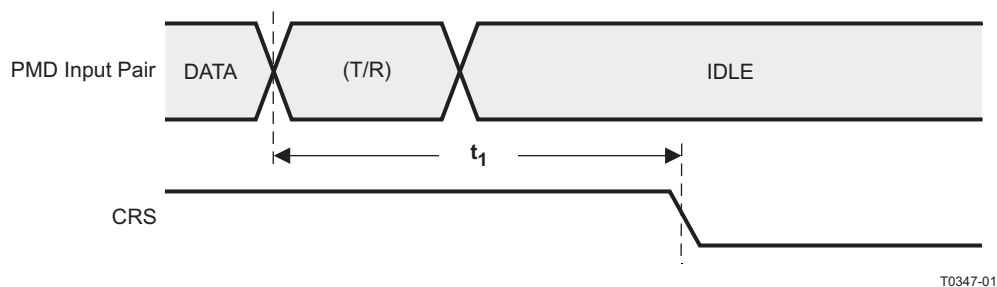 PMD Input Pair DATA (T/R) IDLE
t1
CRS
T0347-01